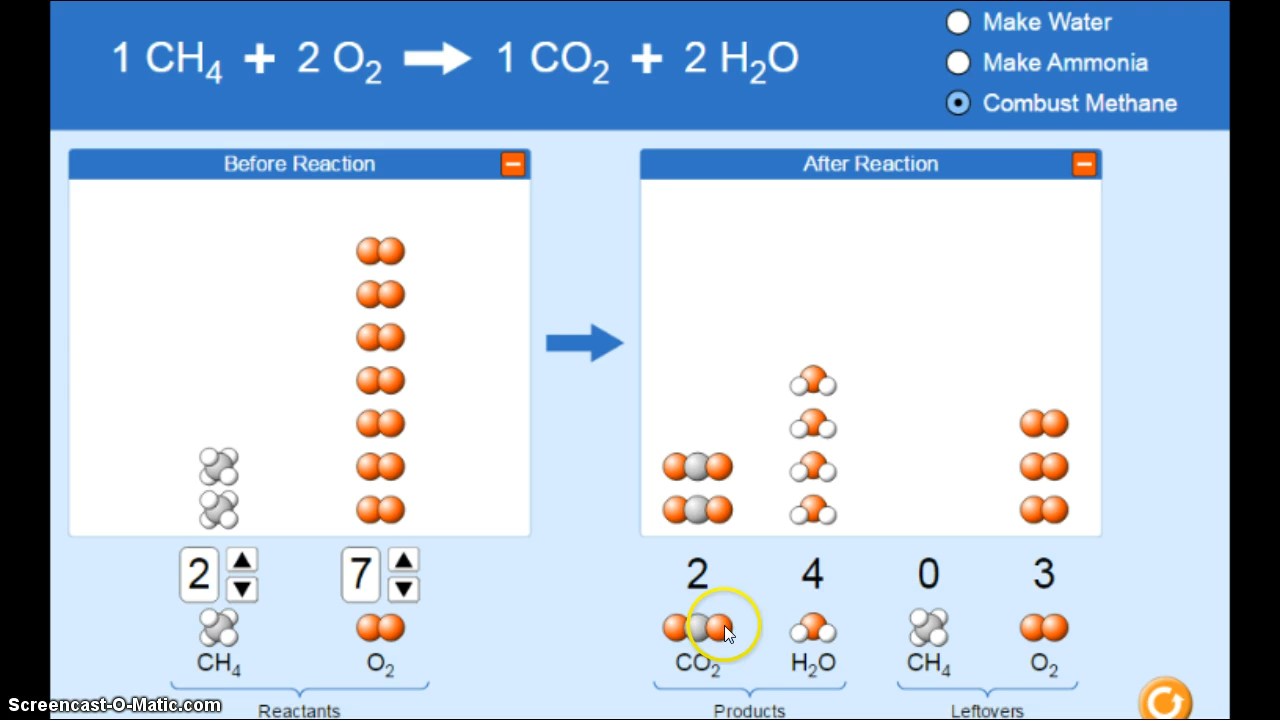 1 CH₄ + 2 O₂ → 1 CO₂ + 2 H₂O
Make Water
Make Ammonia
Combust Methane
Before Reaction
After Reaction
2
7
2
4
0
3
CH₄
O₂
CO₂
H₂O
CH₄
O₂
Reactants
Products
Leftovers
Screencast-O-Matic.com